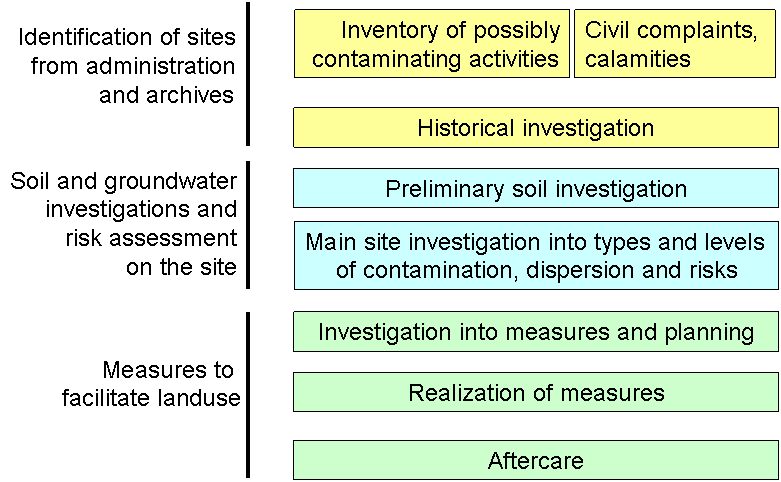 Identification of sites
from administration
and archives
Inventory of possibly
contaminating activities
Civil complaints,
calamities
Historical investigation
Soil and groundwater
investigations and
risk assessment
on the site
Preliminary soil investigation
Main site investigation into types and levels
of contamination, dispersion and risks
Measures to
facilitate landuse
Investigation into measures and planning
Realization of measures
Aftercare